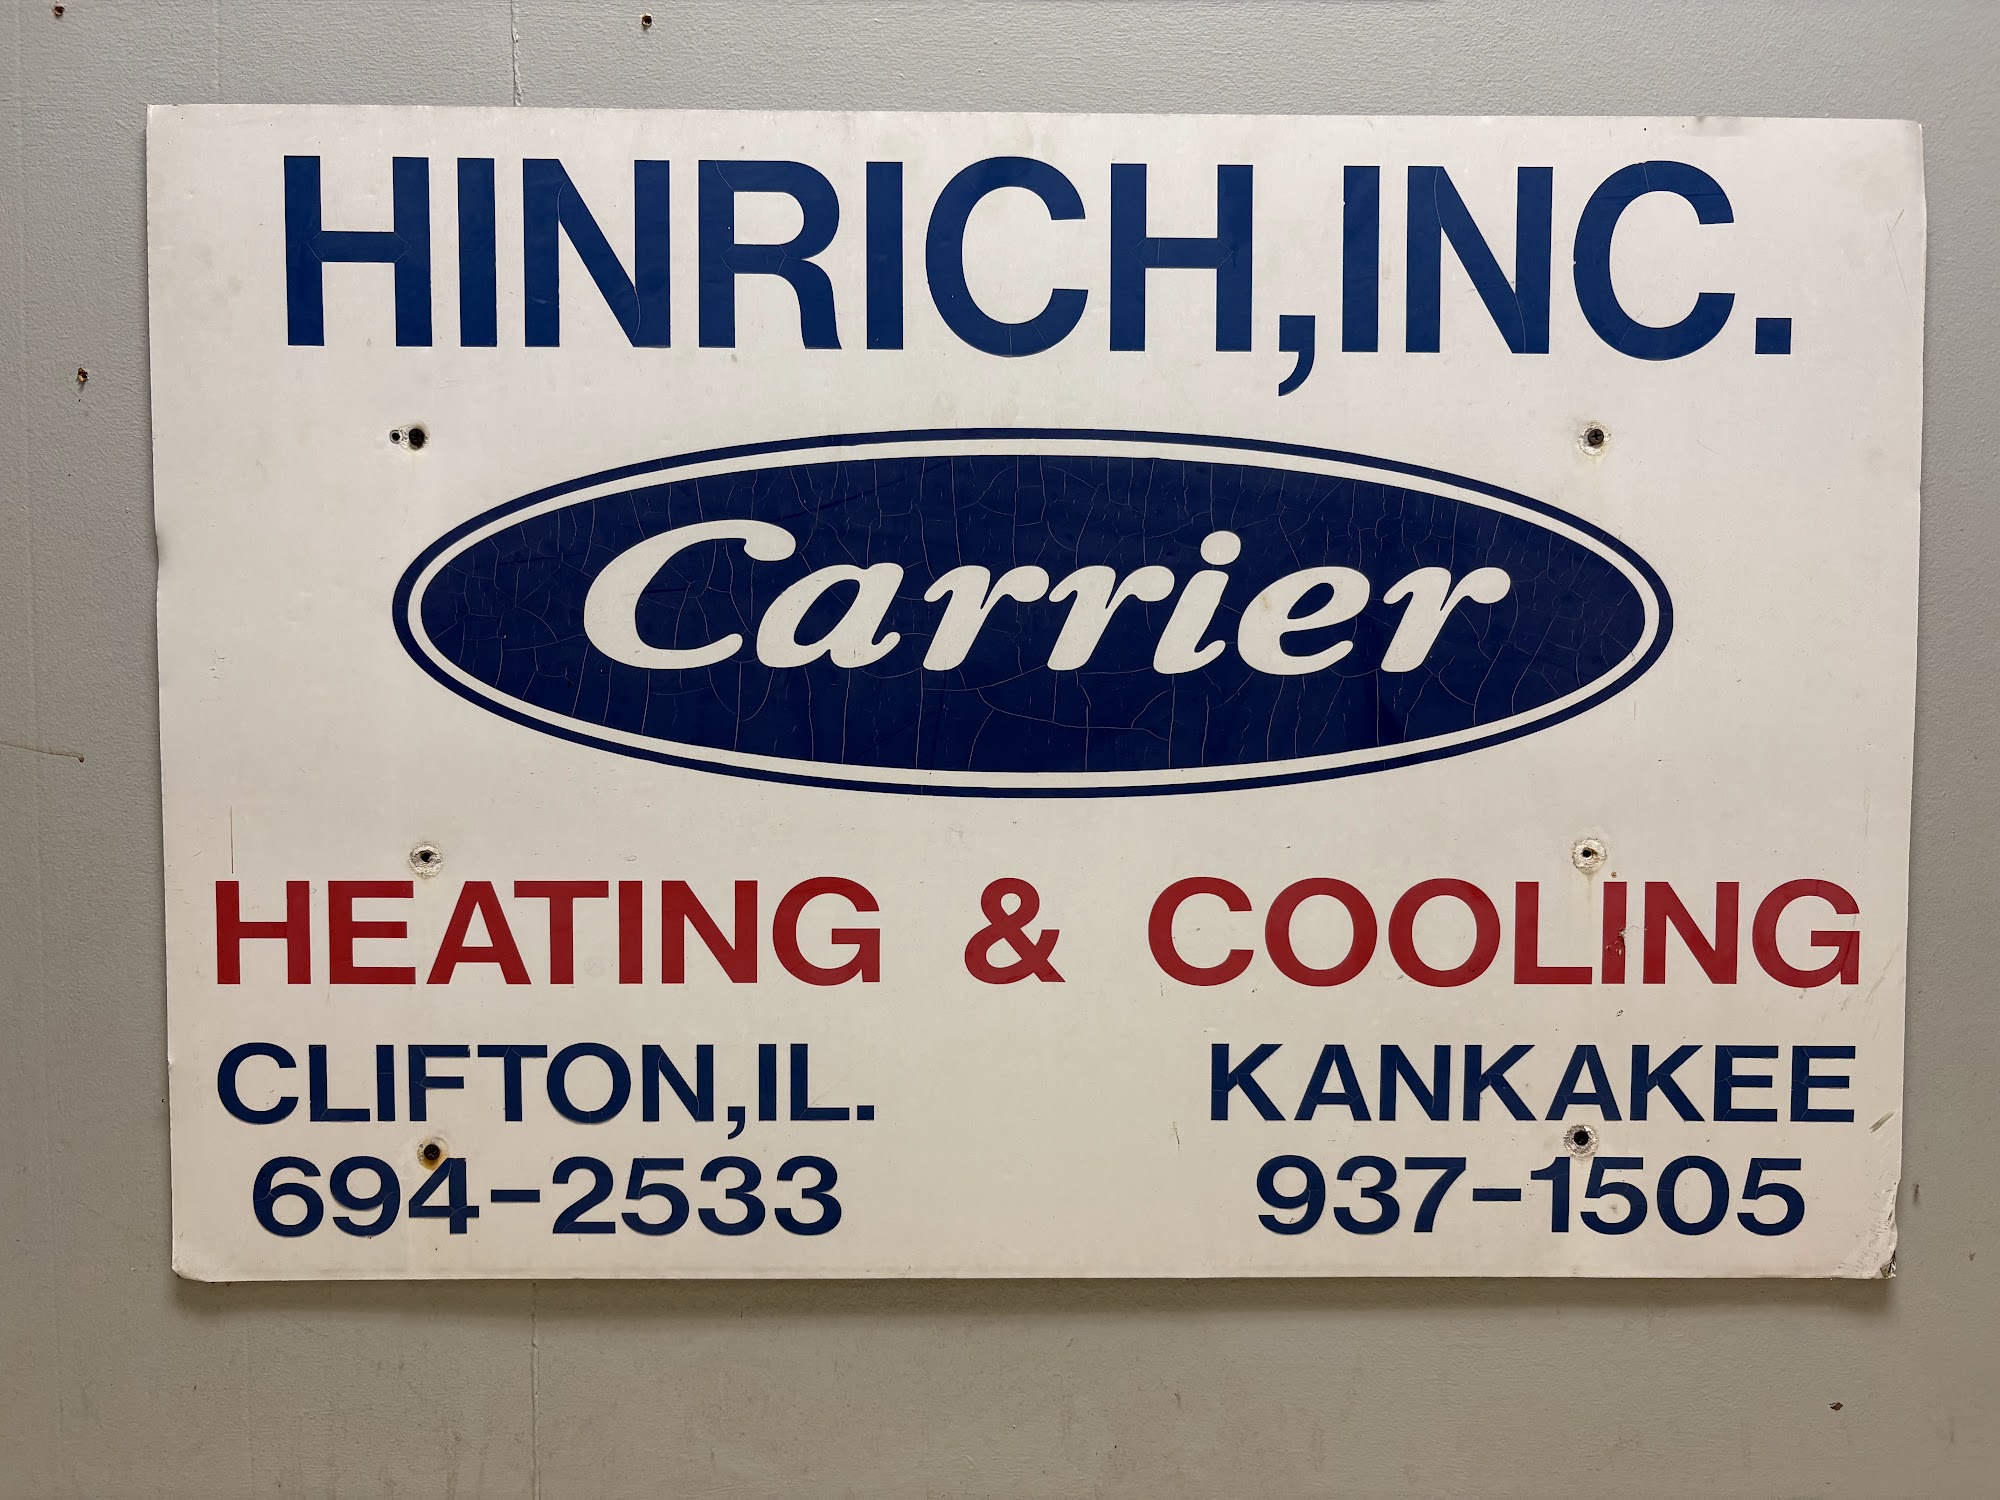 HINRICH,INC.
Carrier
HEATING & COOLING
CLIFTON,IL.
694-2533
KANKAKEE
937-1505